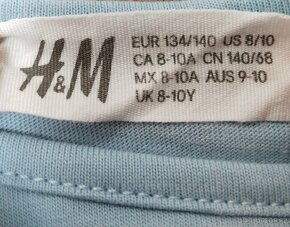 H&M
EUR 134/140 US 8/10
CA 8-10A CN 140/68
MX 8-10A AUS 9-10
UK 8-10Y